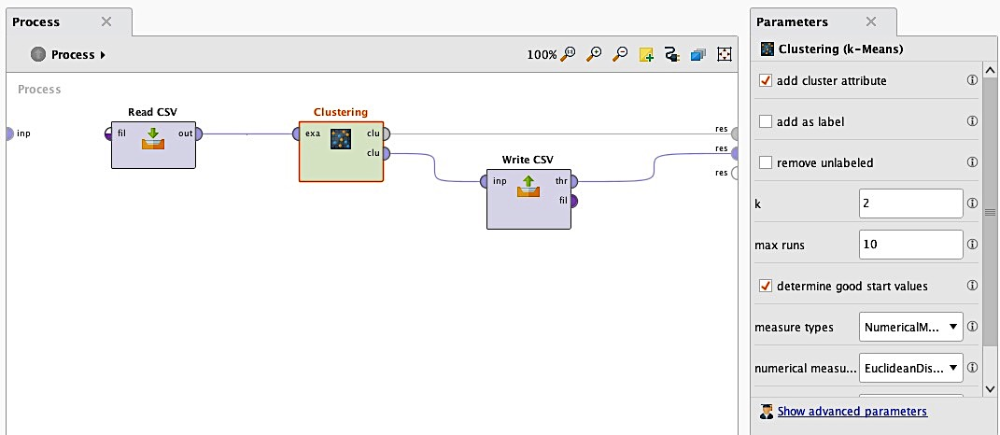 Process
Process
100%
Process
inp
Read CSV
fil
out
Clustering
exa
clu
clu
Write CSV
inp
thr
fil
res
res
res
Parameters
Clustering (k-Means)
add cluster attribute
add as label
remove unlabeled
k
2
max runs
10
determine good start values
measure types
NumericalM...
numerical measu...
EuclideanDis...
Show advanced parameters